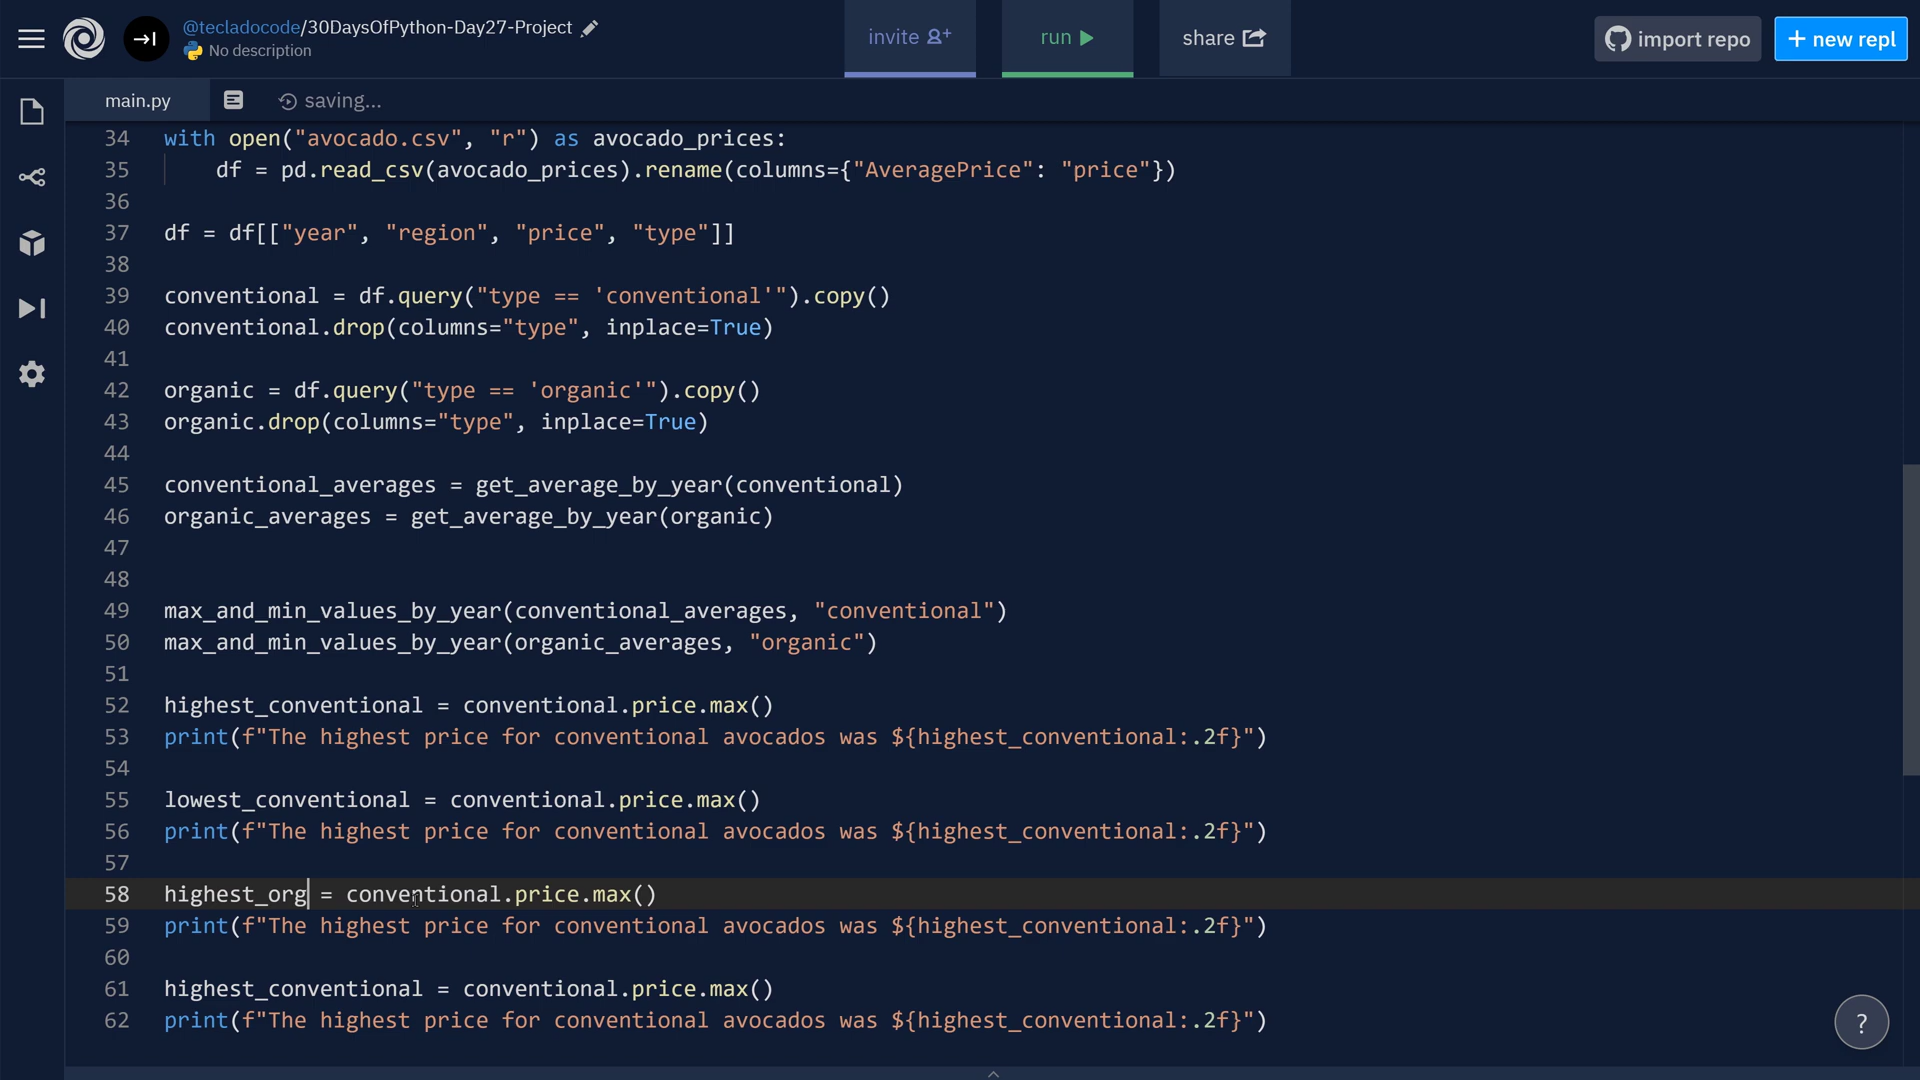 @tecladocode/30DaysOfPython-Day27-Project
No description
invite
run
share
import repo
+ new repl
main.py
saving...
34 with open("avocado.csv", "r") as avocado_prices:
35 df = pd.read_csv(avocado_prices).rename(columns={"AveragePrice": "price"})
36
37 df = df[["year", "region", "price", "type"]]
38
39 conventional = df.query("type == 'conventional'").copy()
40 conventional.drop(columns="type", inplace=True)
41
42 organic = df.query("type == 'organic'").copy()
43 organic.drop(columns="type", inplace=True)
44
45 conventional_averages = get_average_by_year(conventional)
46 organic_averages = get_average_by_year(organic)
47
48
49 max_and_min_values_by_year(conventional_averages, "conventional")
50 max_and_min_values_by_year(organic_averages, "organic")
51
52 highest_conventional = conventional.price.max()
53 print(f"The highest price for conventional avocados was ${highest_conventional:.2f}")
54
55 lowest_conventional = conventional.price.max()
56 print(f"The highest price for conventional avocados was ${highest_conventional:.2f}")
57
58 highest_org = conventional.price.max()
59 print(f"The highest price for conventional avocados was ${highest_conventional:.2f}")
60
61 highest_conventional = conventional.price.max()
62 print(f"The highest price for conventional avocados was ${highest_conventional:.2f}")
?